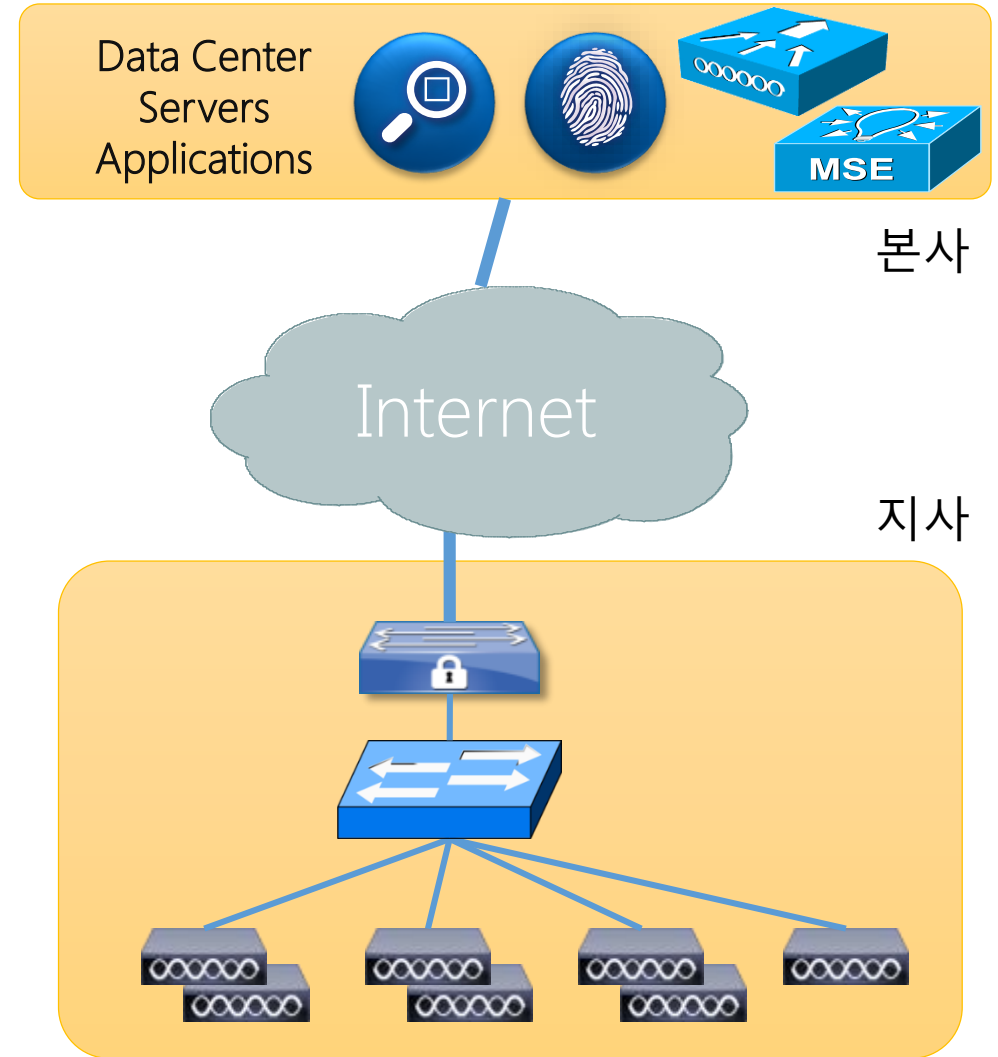 Data Center
Servers
Applications
MSE
본사
Internet
지사